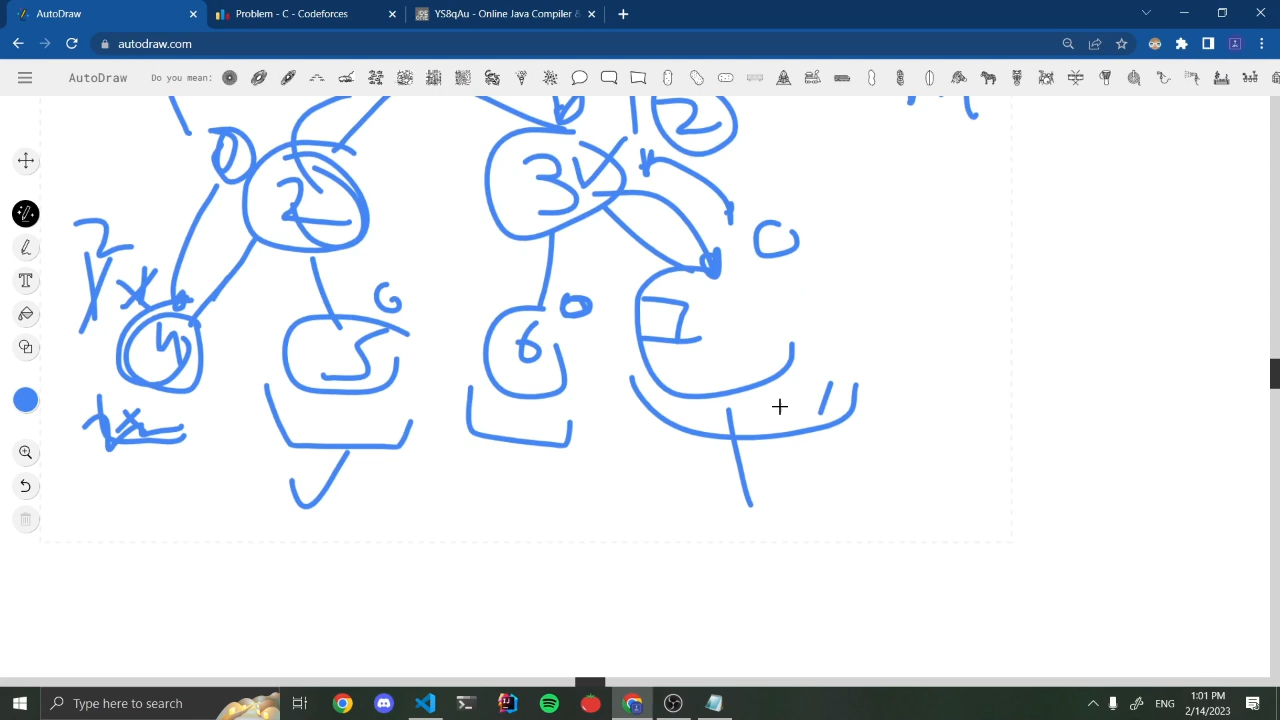 AutoDraw
Problem - C - Codeforces
YS8qAu - Online Java Compiler &
autodraw.com
AutoDraw
Do you mean:
2
2
3
0
4
5
6
0
7
Type here to search
ENG
1:01 PM
2/14/2023